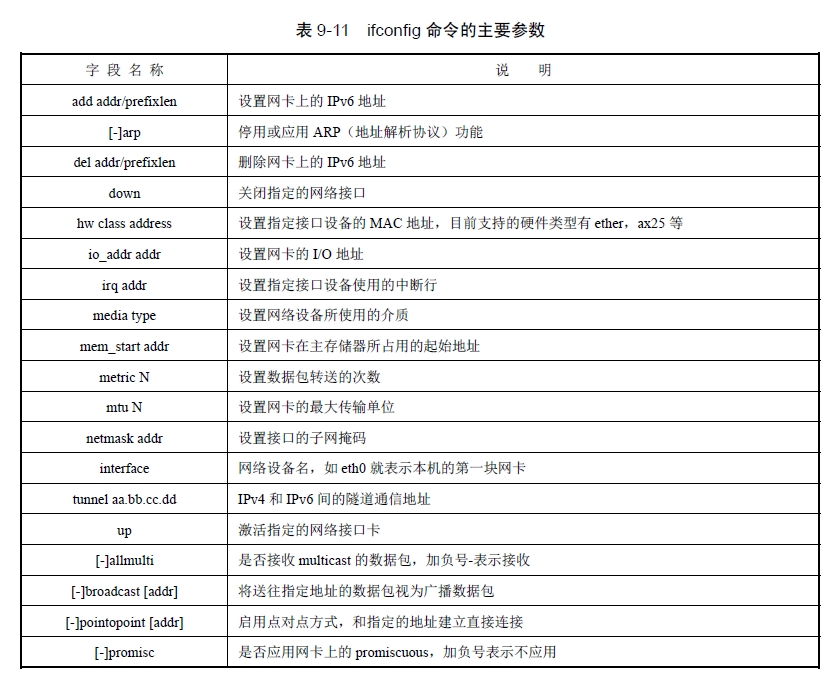 表 9-11 ifconfig 命令的主要参数
字 段 名 称 说 明
add addr/prefixlen 设置网卡上的 IPv6 地址
[-]arp 停用或应用 ARP（地址解析协议）功能
del addr/prefixlen 删除网卡上的 IPv6 地址
down 关闭指定的网络接口
hw class address 设置指定接口设备的 MAC 地址，目前支持的硬件类型有 ether，ax25 等
io_addr addr 设置网卡的 I/O 地址
irq addr 设置指定接口设备使用的中断行
media type 设置网络设备所使用的介质
mem_start addr 设置网卡在主存储器所占用的起始地址
metric N 设置数据包转送的次数
mtu N 设置网卡的最大传输单位
netmask addr 设置接口的子网掩码
interface 网络设备名，如 eth0 就表示本机的第一块网卡
tunnel aa.bb.cc.dd IPv4 和 IPv6 间的隧道通信地址
up 激活指定的网络接口卡
[-]allmulti 是否接收 multicast 的数据包，加负号-表示接收
[-]broadcast [addr] 将送往指定地址的数据包视为广播数据包
[-]pointopoint [addr] 启用点对点方式，和指定的地址建立直接连接
[-]promisc 是否应用网卡上的 promiscuous，加负号表示不应用